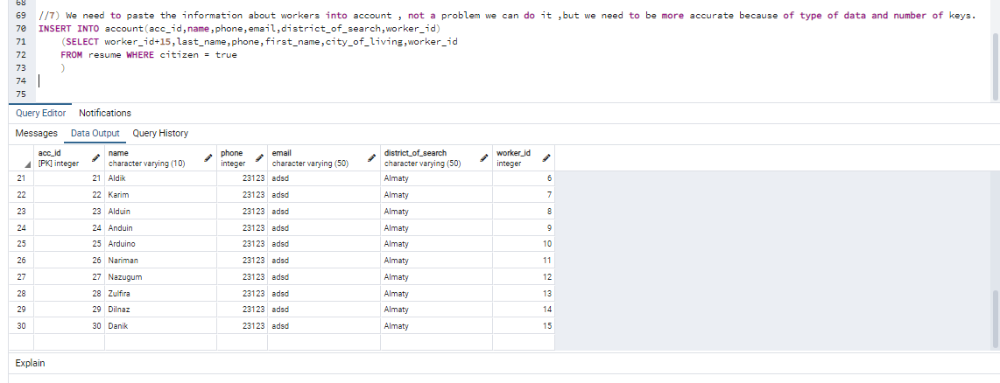 68
69 //7) We need to paste the information about workers into account , not a problem we can do it ,but we need to be more accurate because of type of data and number of keys.
70 INSERT INTO account(acc_id,name,phone,email,district_of_search,worker_id)
71 (SELECT worker_id+15,last_name,phone,first_name,city_of_living,worker_id
72 FROM resume WHERE citizen = true
73 )
74
75
Query Editor Notifications
Messages Data Output Query History
acc_id name phone email district_of_search worker_id
[PK] integer character varying (10) integer character varying (50) character varying (50) integer
21 21 Aldik 23123 adsd Almaty 6
22 22 Karim 23123 adsd Almaty 7
23 23 Alduin 23123 adsd Almaty 8
24 24 Anduin 23123 adsd Almaty 9
25 25 Arduino 23123 adsd Almaty 10
26 26 Nariman 23123 adsd Almaty 11
27 27 Nazugum 23123 adsd Almaty 12
28 28 Zulfira 23123 adsd Almaty 13
29 29 Dilnaz 23123 adsd Almaty 14
30 30 Danik 23123 adsd Almaty 15
Explain